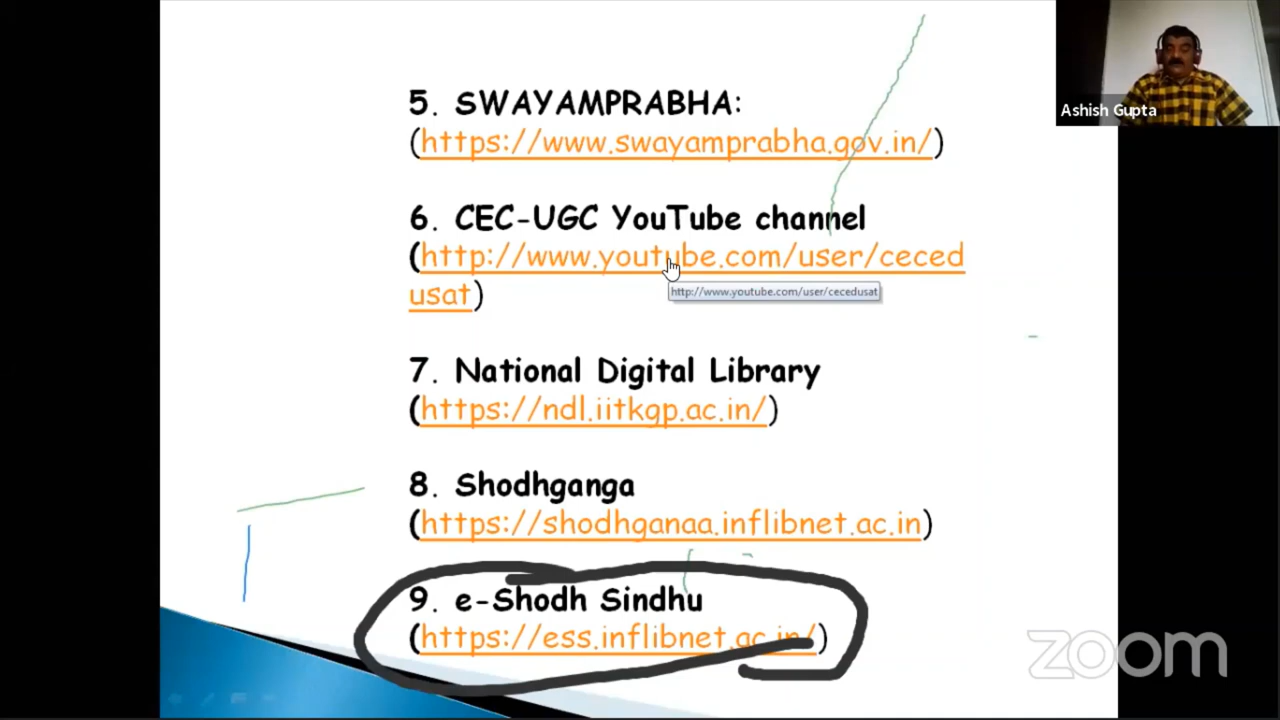 5. SWAYAMPRABHA:
(https://www.swayamprabha.gov.in/)
6. CEC-UGC YouTube channel
(http://www.youtube.com/user/ceced
usat)
http://www.youtube.com/user/cecedusat
7. National Digital Library
(https://ndl.iitkgp.ac.in/)
8. Shodhganga
(https://shodhganaa.inflibnet.ac.in)
9. e-Shodh Sindhu
(https://ess.inflibnet.ac.in/)
Ashish Gupta
zoom